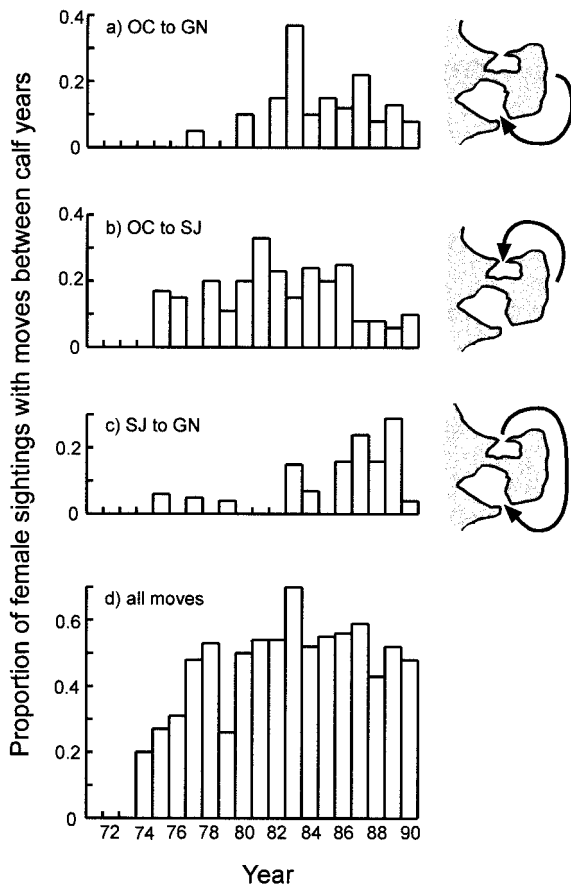 Proportion of female sightings with moves between calf years
a) OC to GN
0.4
0.2
0
b) OC to SJ
0.4
0.2
0
c) SJ to GN
0.2
0
d) all moves
0.6
0.4
0.2
0
72 74 76 78 80 82 84 86 88 90
Year